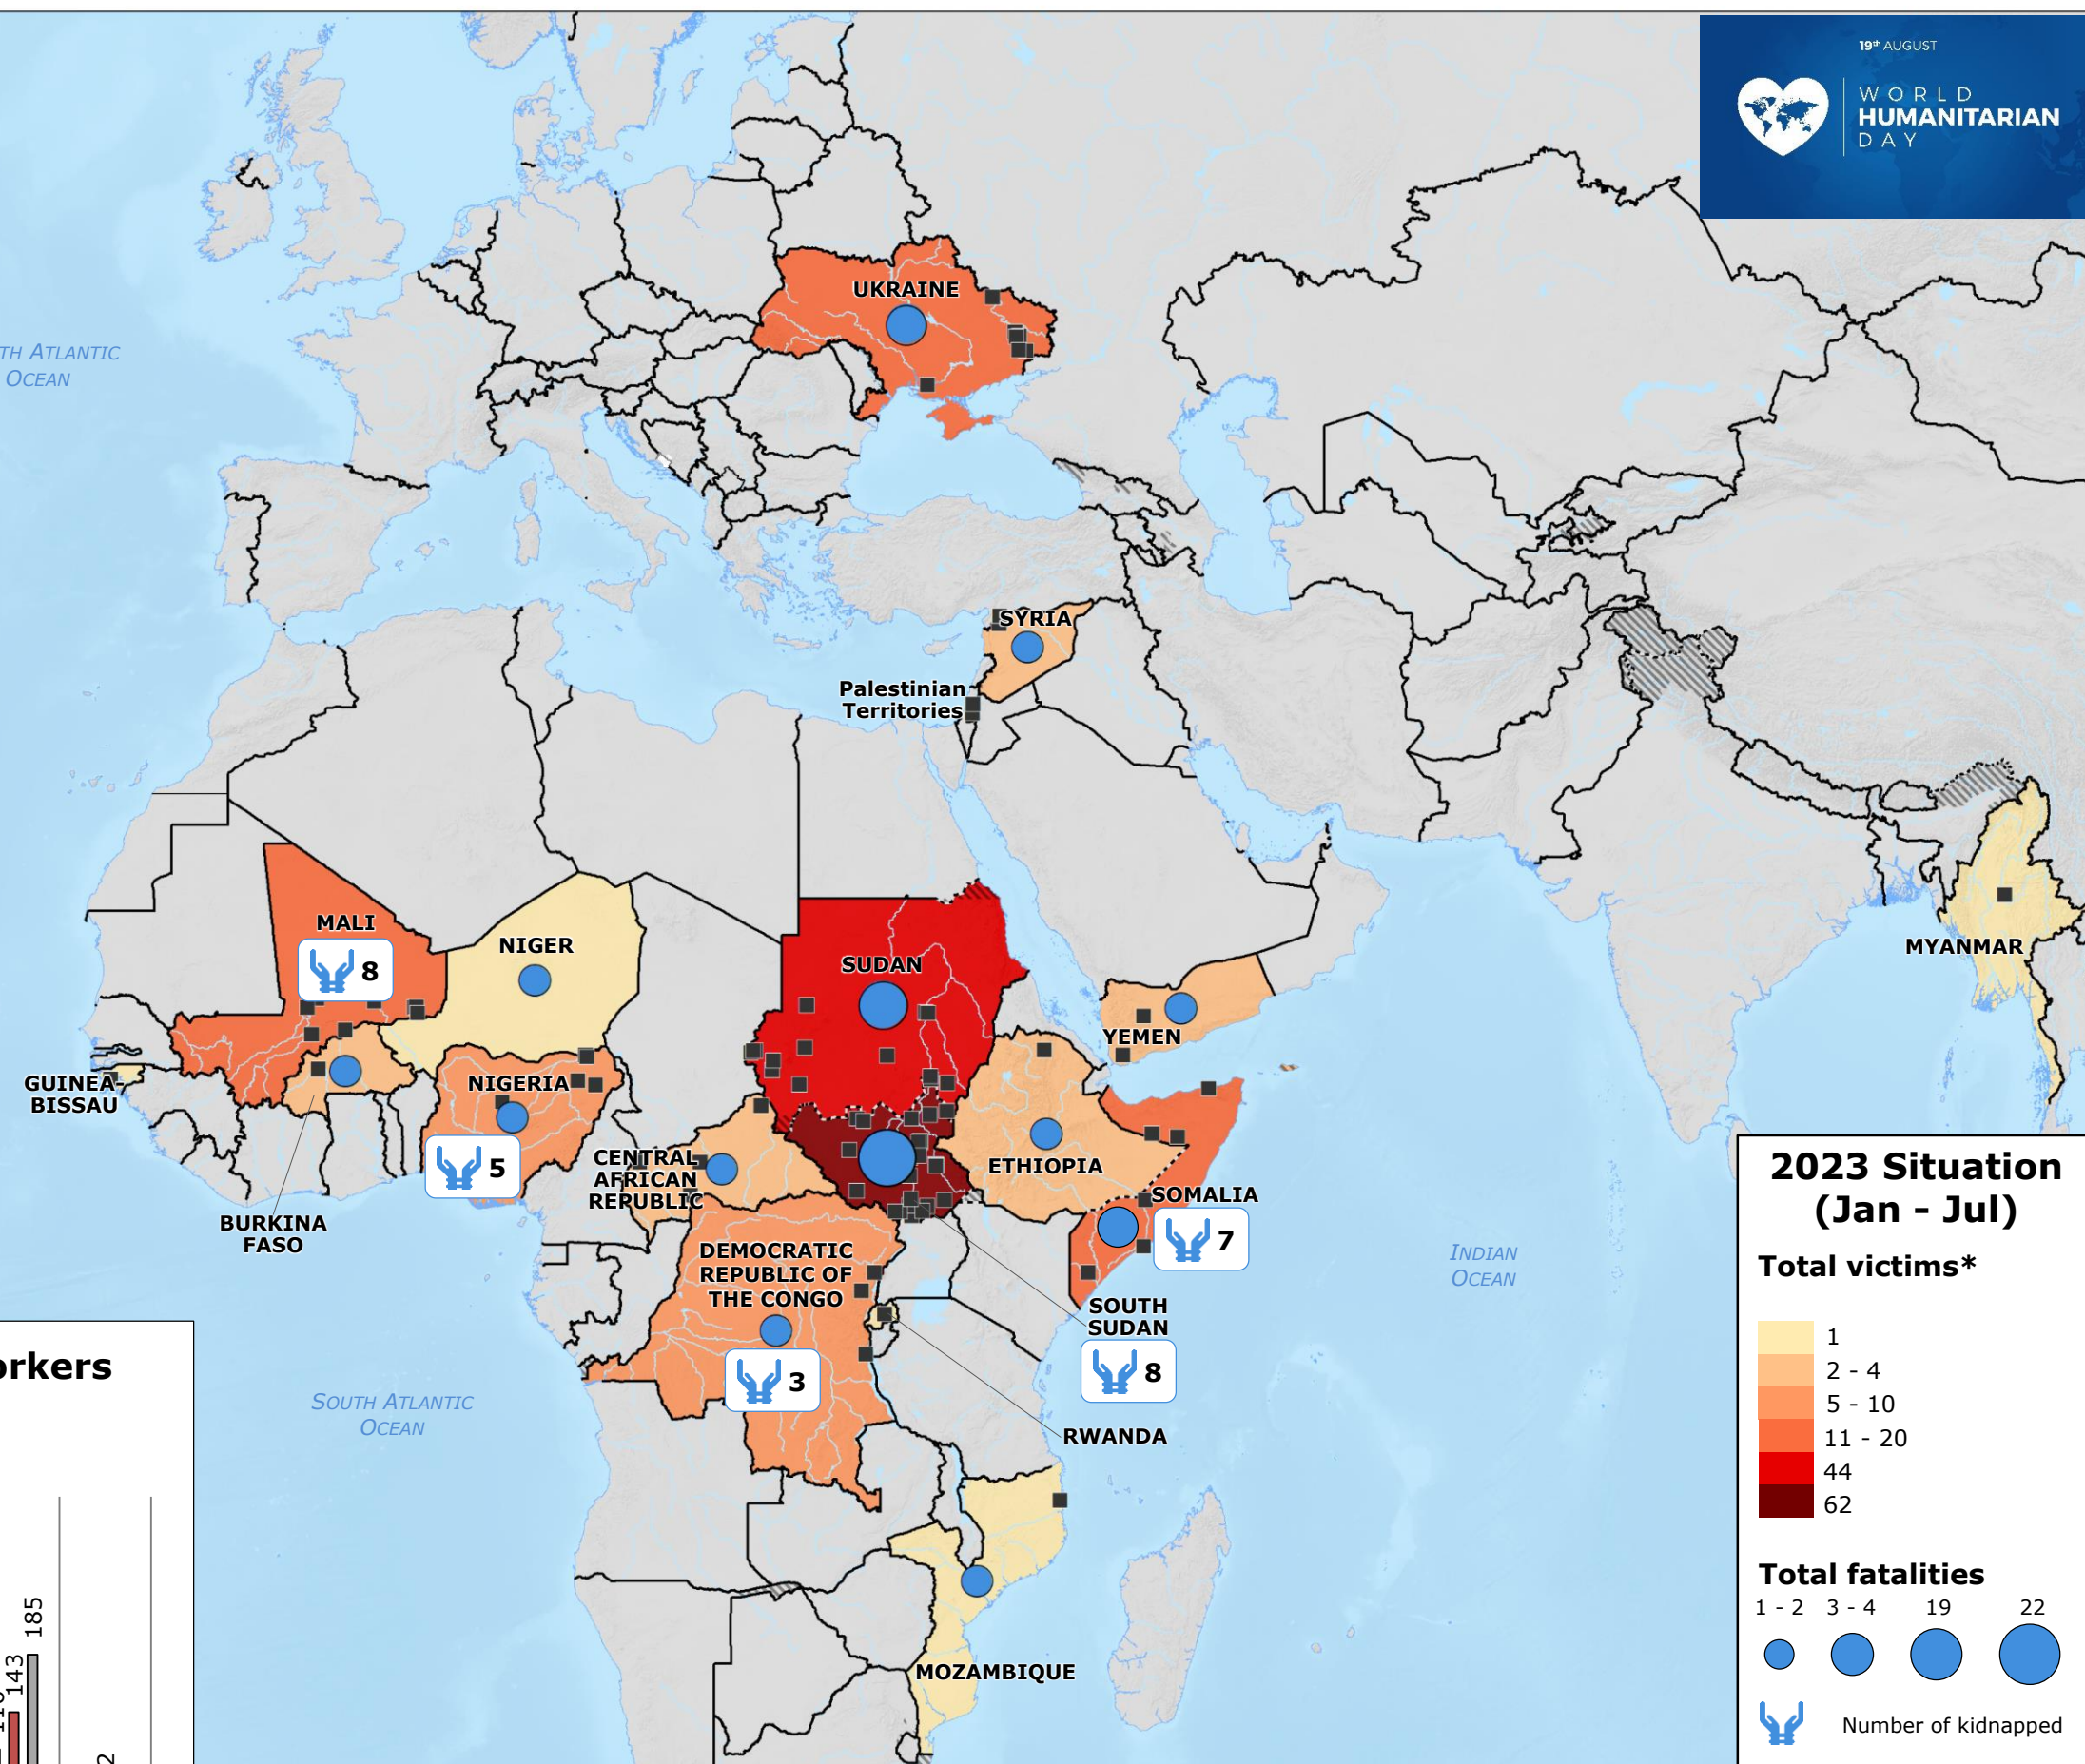 19th AUGUST
WORLD
HUMANITARIAN
DAY
UKRAINE
TH ATLANTIC
OCEAN
SYRIA
Palestinian
Territories
MALI
8
NIGER
SUDAN
MYANMAR
YEMEN
GUINEA-
BISSAU
NIGERIA
5
CENTRAL
AFRICAN
REPUBLIC
ETHIOPIA
SOMALIA
7
BURKINA
FASO
DEMOCRATIC
REPUBLIC OF
THE CONGO
3
INDIAN
OCEAN
SOUTH
SUDAN
8
RWANDA
SOUTH ATLANTIC
OCEAN
MOZAMBIQUE
orkers
143
185
2
2023 Situation
(Jan - Jul)
Total victims*
1
2 - 4
5 - 10
11 - 20
44
62
Total fatalities
1 - 2 3 - 4 19 22
Number of kidnapped